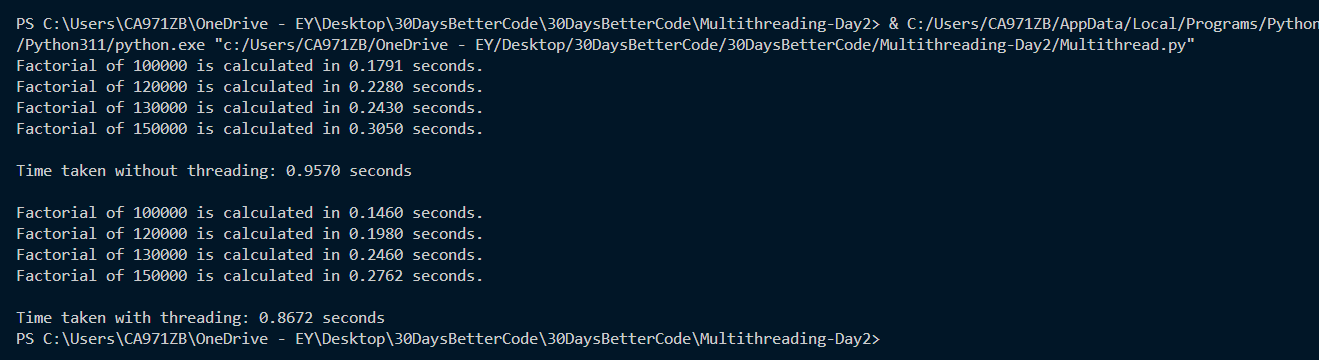 PS C:\Users\CA971ZB\OneDrive - EY\Desktop\30DaysBetterCode\30DaysBetterCode\Multithreading-Day2> & C:/Users/CA971ZB/AppData/Local/Programs/Python
/Python311/python.exe "c:/Users/CA971ZB/OneDrive - EY/Desktop/30DaysBetterCode/30DaysBetterCode/Multithreading-Day2/Multithread.py"
Factorial of 100000 is calculated in 0.1791 seconds.
Factorial of 120000 is calculated in 0.2280 seconds.
Factorial of 130000 is calculated in 0.2430 seconds.
Factorial of 150000 is calculated in 0.3050 seconds.
Time taken without threading: 0.9570 seconds
Factorial of 100000 is calculated in 0.1460 seconds.
Factorial of 120000 is calculated in 0.1980 seconds.
Factorial of 130000 is calculated in 0.2460 seconds.
Factorial of 150000 is calculated in 0.2762 seconds.
Time taken with threading: 0.8672 seconds
PS C:\Users\CA971ZB\OneDrive - EY\Desktop\30DaysBetterCode\30DaysBetterCode\Multithreading-Day2>